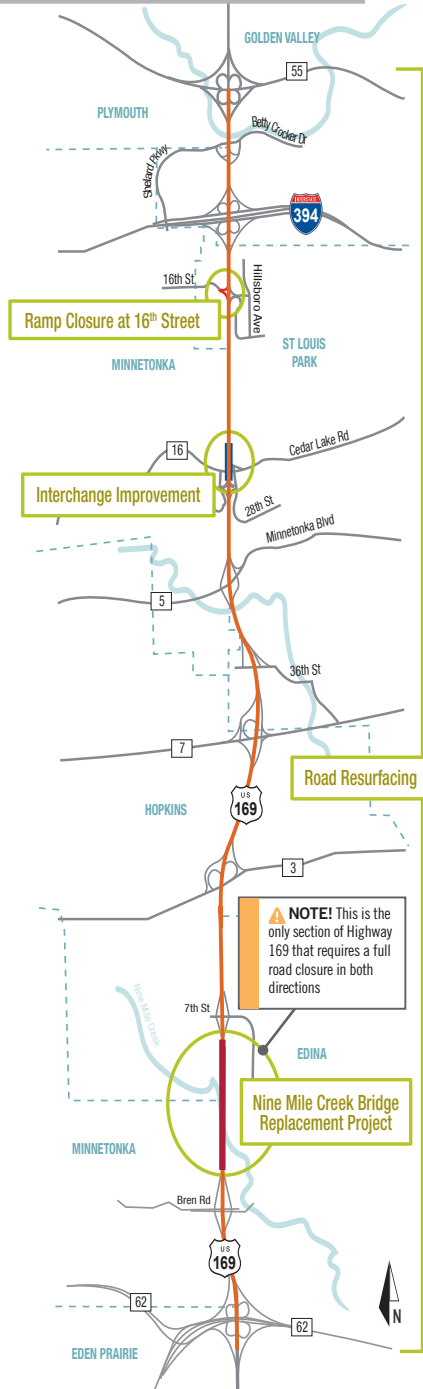 GOLDEN VALLEY
55
PLYMOUTH
Betty Crocker Dr
Shelard Pkwy
INTERSTATE
394
16th St
Hillsboro Ave
Ramp Closure at 16th Street
ST LOUIS
PARK
MINNETONKA
16
Cedar Lake Rd
Interchange Improvement
28th St
Minnetonka Blvd
5
36th St
7
Road Resurfacing
US
169
HOPKINS
3
NOTE! This is the
only section of Highway
169 that requires a full
road closure in both
directions
Nine Mile Creek
7th St
EDINA
Nine Mile Creek Bridge
Replacement Project
MINNETONKA
Bren Rd
US
169
62
62
N
EDEN PRAIRIE